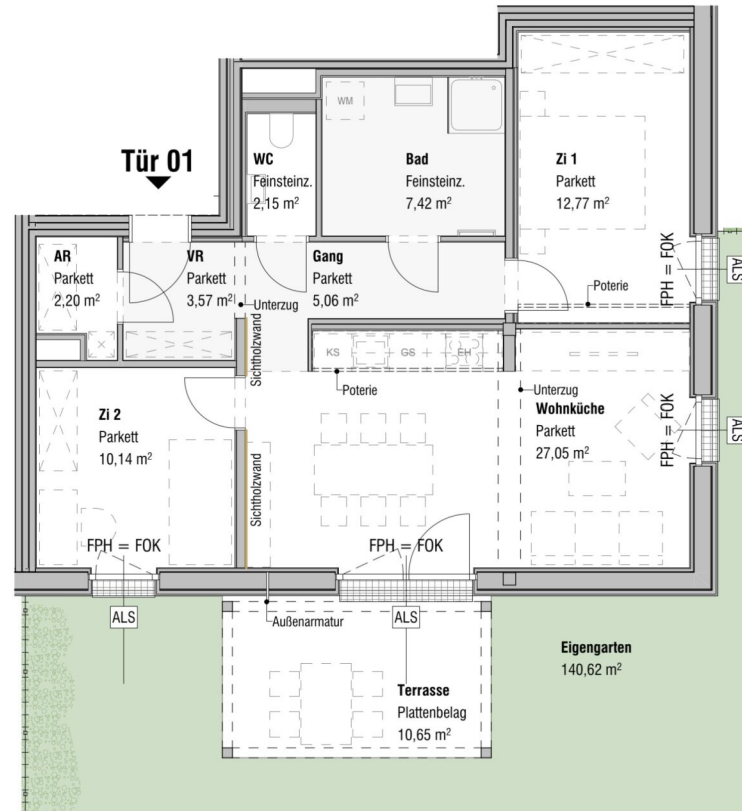 Tür 01
WM
WC
Feinsteinz.
2,15 m²
Bad
Feinsteinz.
7,42 m²
Zi 1
Parkett
12,77 m²
AR
Parkett
2,20 m²
VR
Parkett
3,57 m²
Gang
Parkett
5,06 m²
Unterzug
Poterie
FPH = FOK
ALS
Sichtholzwand
KS
GS
EH
Poterie
Unterzug
Zi 2
Parkett
10,14 m²
Wohnküche
Parkett
27,05 m²
FPH = FOK
ALS
Sichtholzwand
FPH = FOK
FPH = FOK
ALS
Außenarmatur
ALS
Eigengarten
140,62 m²
Terrasse
Plattenbelag
10,65 m²